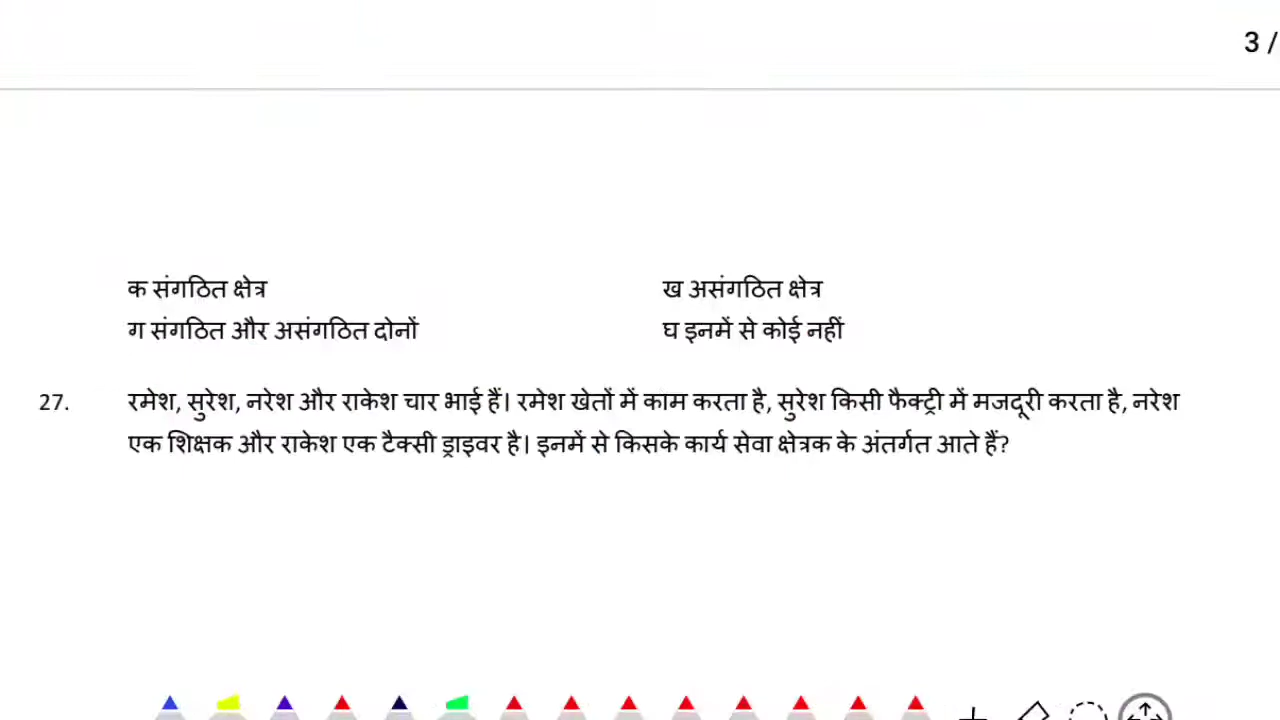 3 /
क संगठित क्षेत्र ख असंगठित क्षेत्र
ग संगठित और असंगठित दोनों घ इनमें से कोई नहीं
27. रमेश, सुरेश, नरेश और राकेश चार भाई हैं। रमेश खेतों में काम करता है, सुरेश किसी फैक्ट्री में मजदूरी करता है, नरेश
एक शिक्षक और राकेश एक टैक्सी ड्राइवर है। इनमें से किसके कार्य सेवा क्षेत्रक के अंतर्गत आते हैं?